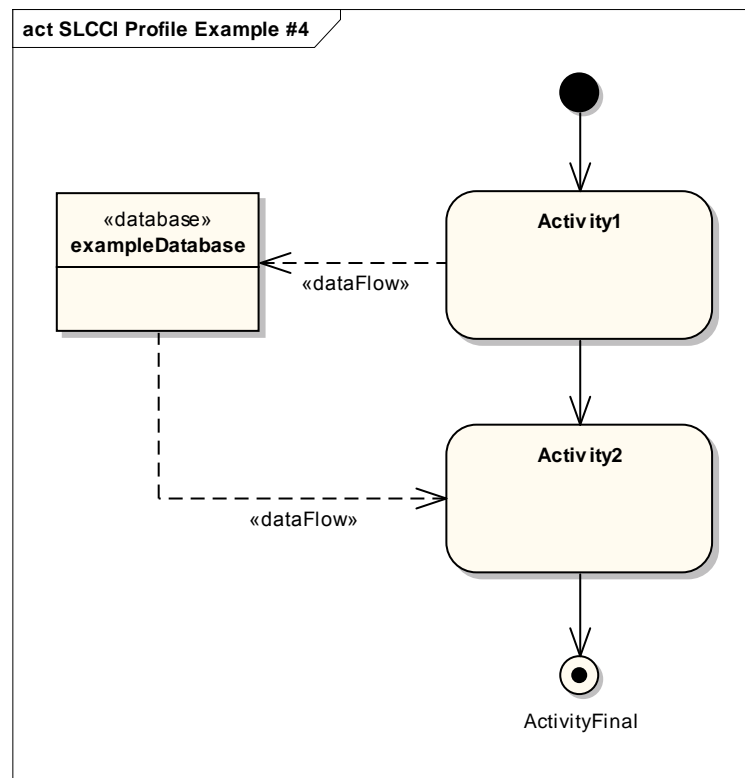 act SLCCI Profile Example #4
«database»
exampleDatabase
Activity1
«dataFlow»
Activity2
«dataFlow»
ActivityFinal